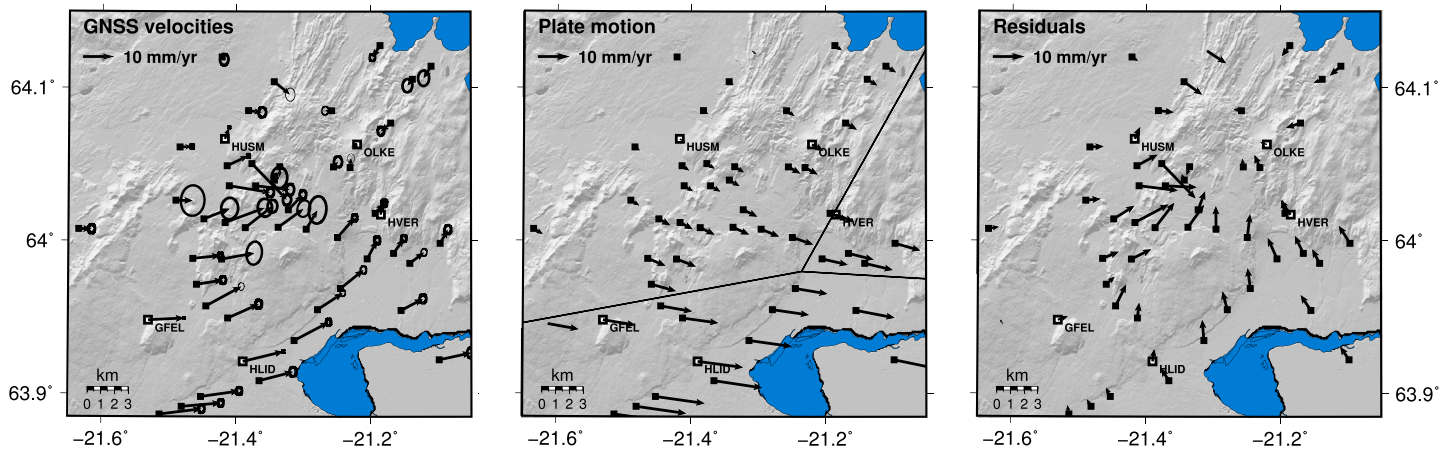 GNSS velocities
10 mm/yr
HUSM
OLKE
HVER
GFEL
HLID
km
0 1 2 3
64.1˚
64˚
63.9˚
−21.6˚ −21.4˚ −21.2˚
Plate motion
10 mm/yr
HUSM
OLKE
HVER
GFEL
HLID
km
0 1 2 3
−21.6˚ −21.4˚ −21.2˚
Residuals
10 mm/yr
HUSM
OLKE
HVER
GFEL
HLID
km
0 1 2 3
64.1˚
64˚
63.9˚
−21.6˚ −21.4˚ −21.2˚